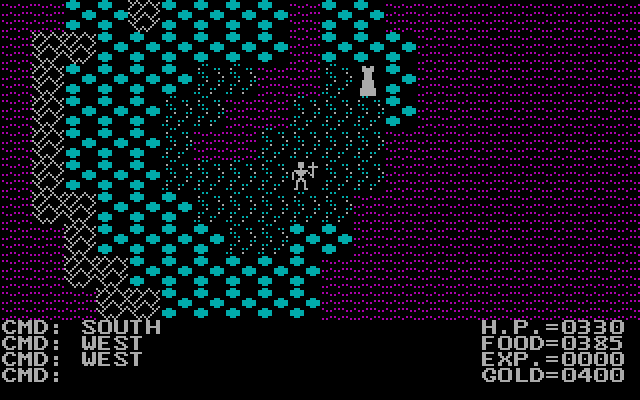 CMD: SOUTH H.P.=0330
CMD: WEST FOOD=0385
CMD: WEST EXP.=0000
CMD: GOLD=0400